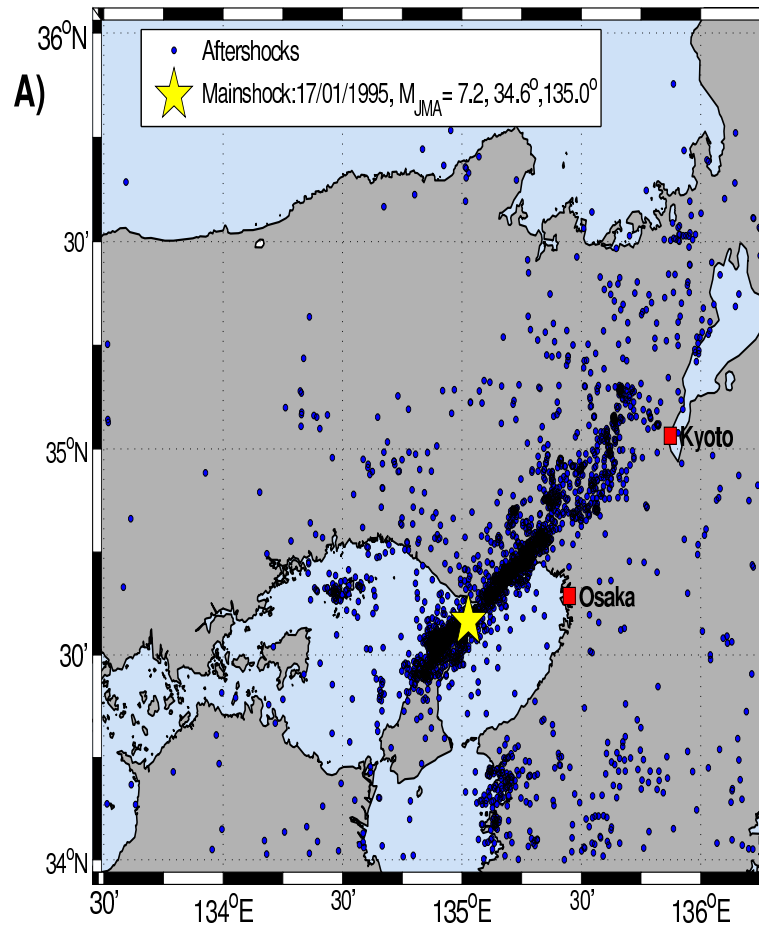 36°N
A)
Aftershocks
Mainshock:17/01/1995, M_JMA= 7.2, 34.6°,135.0°
30'
35°N
Kyoto
Osaka
30'
34°N
30' 134°E 30' 135°E 30' 136°E